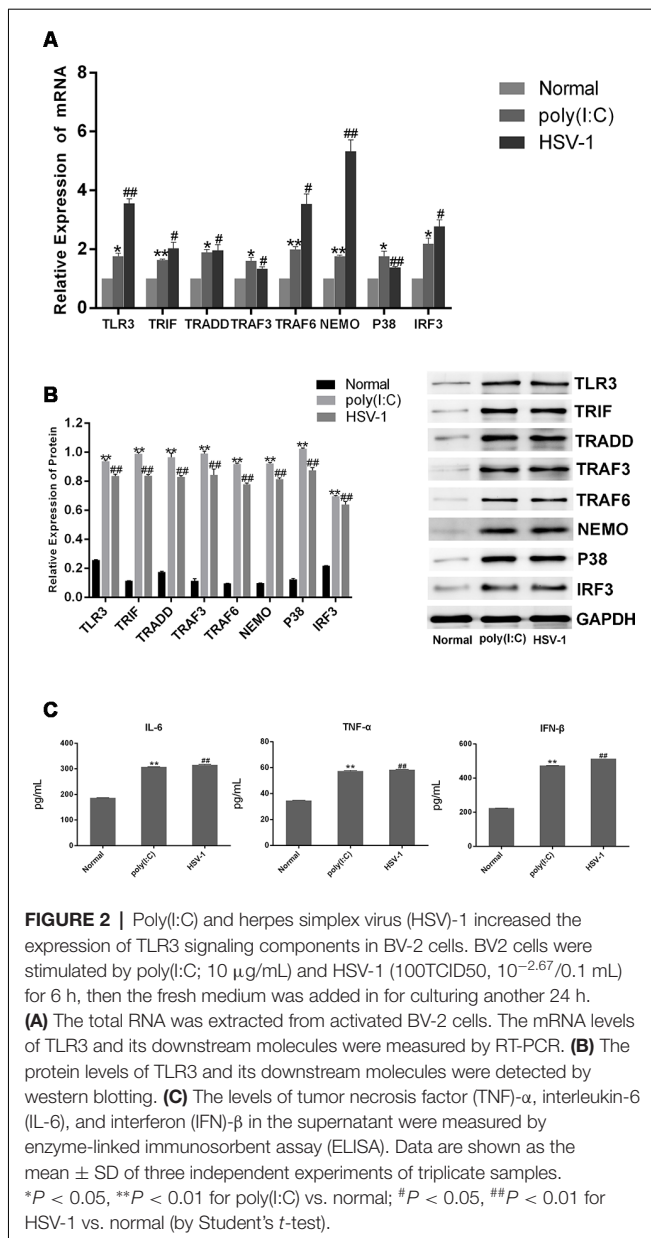 A
Relative Expression of mRNA
8
6
4
2
0
Normal
poly(I:C)
HSV-1
* ## ** # * # * # ** # ** ## * ## * #
TLR3 TRIF TRADD TRAF3 TRAF6 NEMO P38 IRF3
B
Relative Expression of Protein
1.2
1.0
0.8
0.6
0.4
0.2
0.0
Normal
poly(I:C)
HSV-1
** ## ** ## ** ## ** ## ** ## ** ## ** ## ** ##
TLR3 TRIF TRADD TRAF3 TRAF6 NEMO P38 IRF3
TLR3
TRIF
TRADD
TRAF3
TRAF6
NEMO
P38
IRF3
GAPDH
Normal poly(I:C) HSV-1
C
IL-6
pg/mL
400
300
200
100
0
** ##
Normal poly(I:C) HSV-1
TNF-α
pg/mL
80
60
40
20
0
** ##
Normal poly(I:C) HSV-1
IFN-β
pg/mL
600
400
200
0
** ##
Normal poly(I:C) HSV-1
FIGURE 2 | Poly(I:C) and herpes simplex virus (HSV)-1 increased the
expression of TLR3 signaling components in BV-2 cells. BV2 cells were
stimulated by poly(I:C; 10 μg/mL) and HSV-1 (100TCID50, 10−2.67/0.1 mL)
for 6 h, then the fresh medium was added in for culturing another 24 h.
(A) The total RNA was extracted from activated BV-2 cells. The mRNA levels
of TLR3 and its downstream molecules were measured by RT-PCR. (B) The
protein levels of TLR3 and its downstream molecules were detected by
western blotting. (C) The levels of tumor necrosis factor (TNF)-α, interleukin-6
(IL-6), and interferon (IFN)-β in the supernatant were measured by
enzyme-linked immunosorbent assay (ELISA). Data are shown as the
mean ± SD of three independent experiments of triplicate samples.
*P < 0.05, **P < 0.01 for poly(I:C) vs. normal; #P < 0.05, ##P < 0.01 for
HSV-1 vs. normal (by Student's t-test).